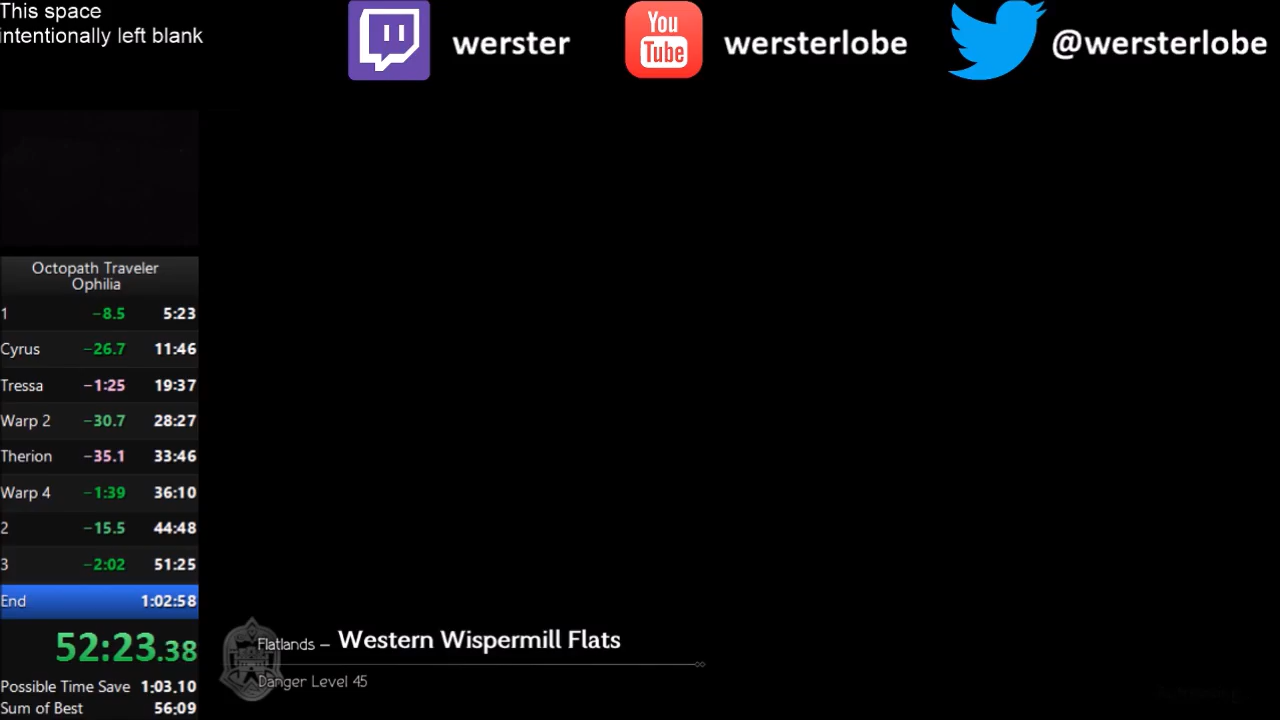 This space
intentionally left blank
werster
You
Tube
wersterlobe
@wersterlobe
Octopath Traveler
Ophilia
1 −8.5 5:23
Cyrus −26.7 11:46
Tressa −1:25 19:37
Warp 2 −30.7 28:27
Therion −35.1 33:46
Warp 4 −1:39 36:10
2 −15.5 44:48
3 −2:02 51:25
End 1:02:58
52:23.38
Possible Time Save 1:03.10
Sum of Best 56:09
Flatlands – Western Wispermill Flats
Danger Level 45